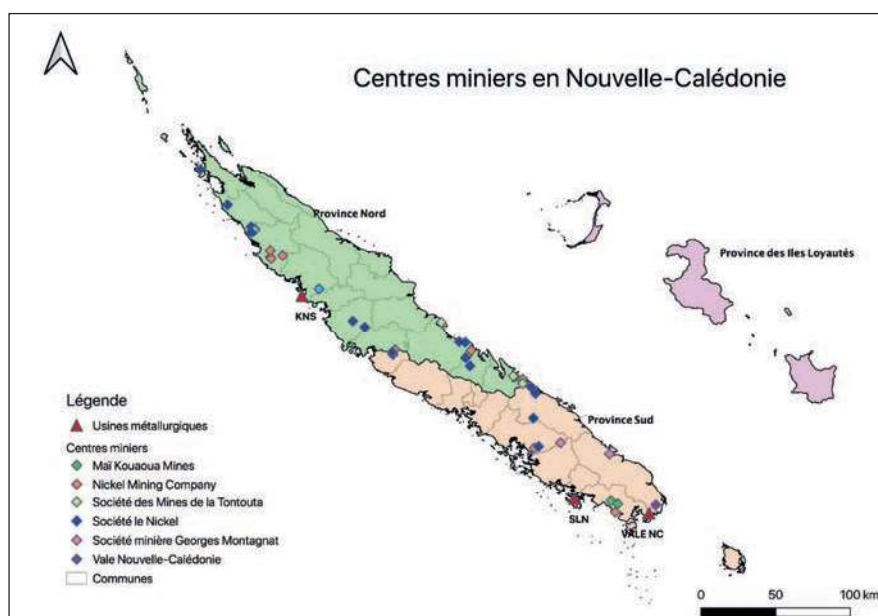 Centres miniers en Nouvelle-Calédonie
Province Nord
Province des Iles Loyautés
KNS
Province Sud
SLN
VALE NC
Légende
Usines métallurgiques
Centres miniers
Maï Kouaoua Mines
Nickel Mining Company
Société des Mines de la Tontouta
Société le Nickel
Société minière Georges Montagnat
Vale Nouvelle-Calédonie
Communes
0 50 100 km